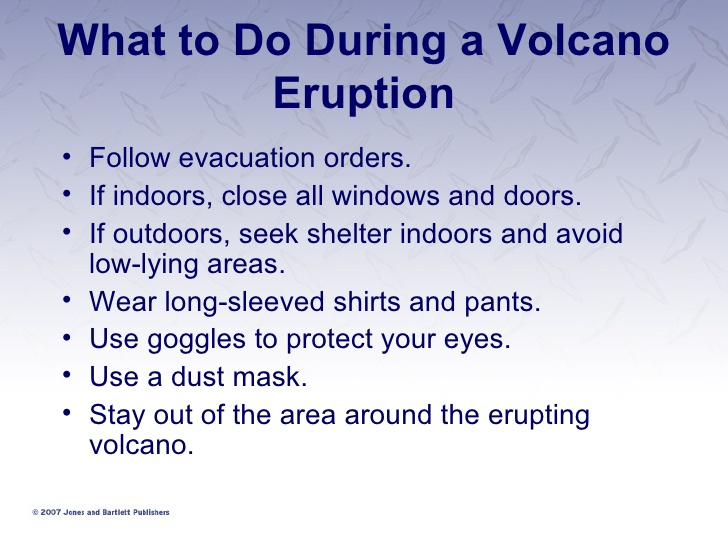 What to Do During a Volcano
Eruption
• Follow evacuation orders.
• If indoors, close all windows and doors.
• If outdoors, seek shelter indoors and avoid
low-lying areas.
• Wear long-sleeved shirts and pants.
• Use goggles to protect your eyes.
• Use a dust mask.
• Stay out of the area around the erupting
volcano.
© 2007 Jones and Bartlett Publishers